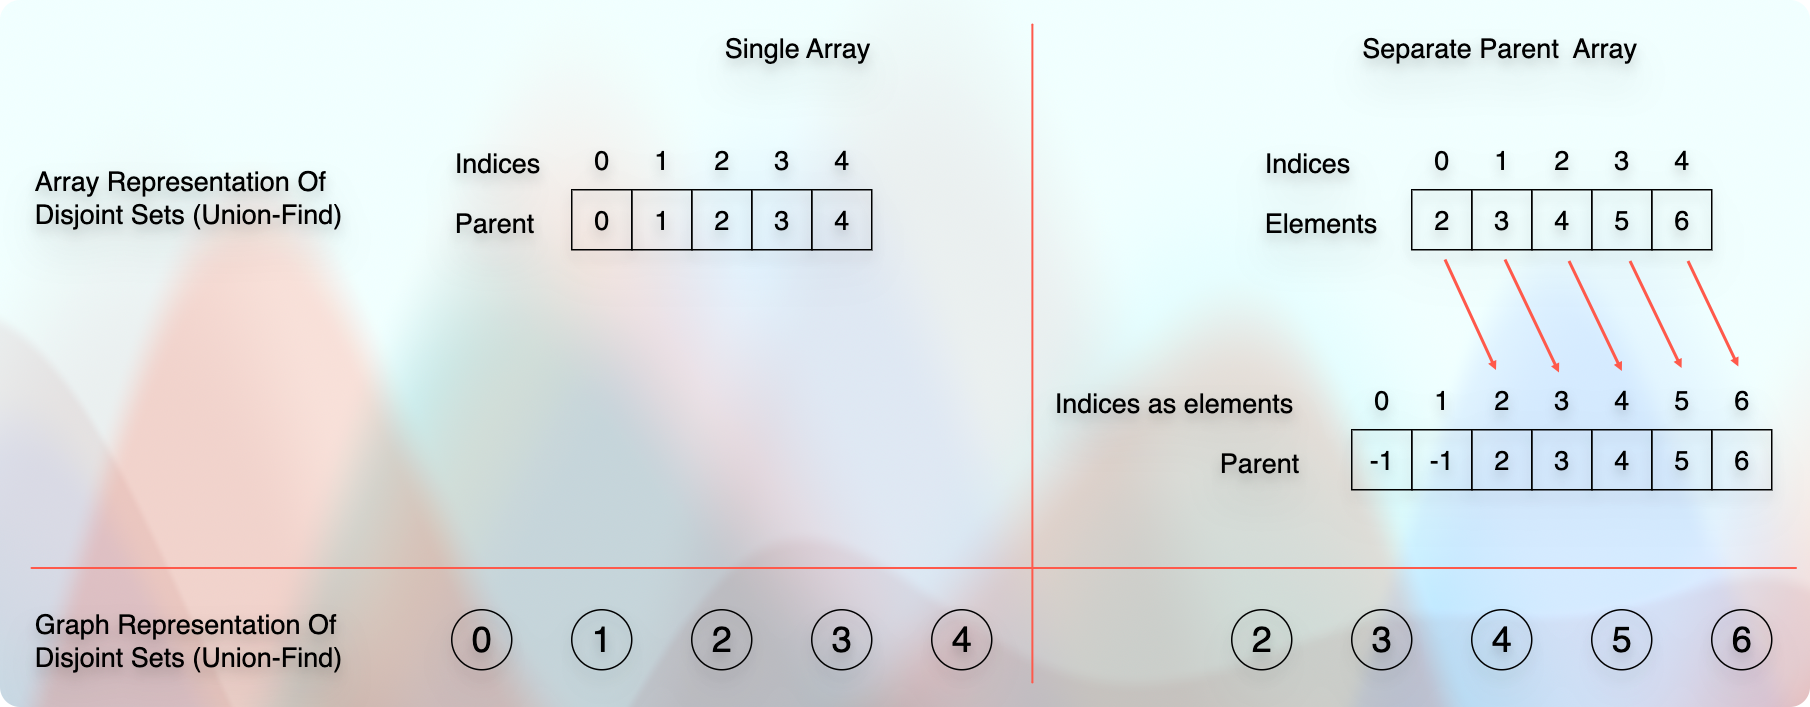 Single Array
Separate Parent Array
Array Representation Of
Disjoint Sets (Union-Find)
Indices 0 1 2 3 4
Parent 0 1 2 3 4
Indices 0 1 2 3 4
Elements 2 3 4 5 6
Indices as elements 0 1 2 3 4 5 6
Parent -1 -1 2 3 4 5 6
Graph Representation Of
Disjoint Sets (Union-Find)
0 1 2 3 4
2 3 4 5 6